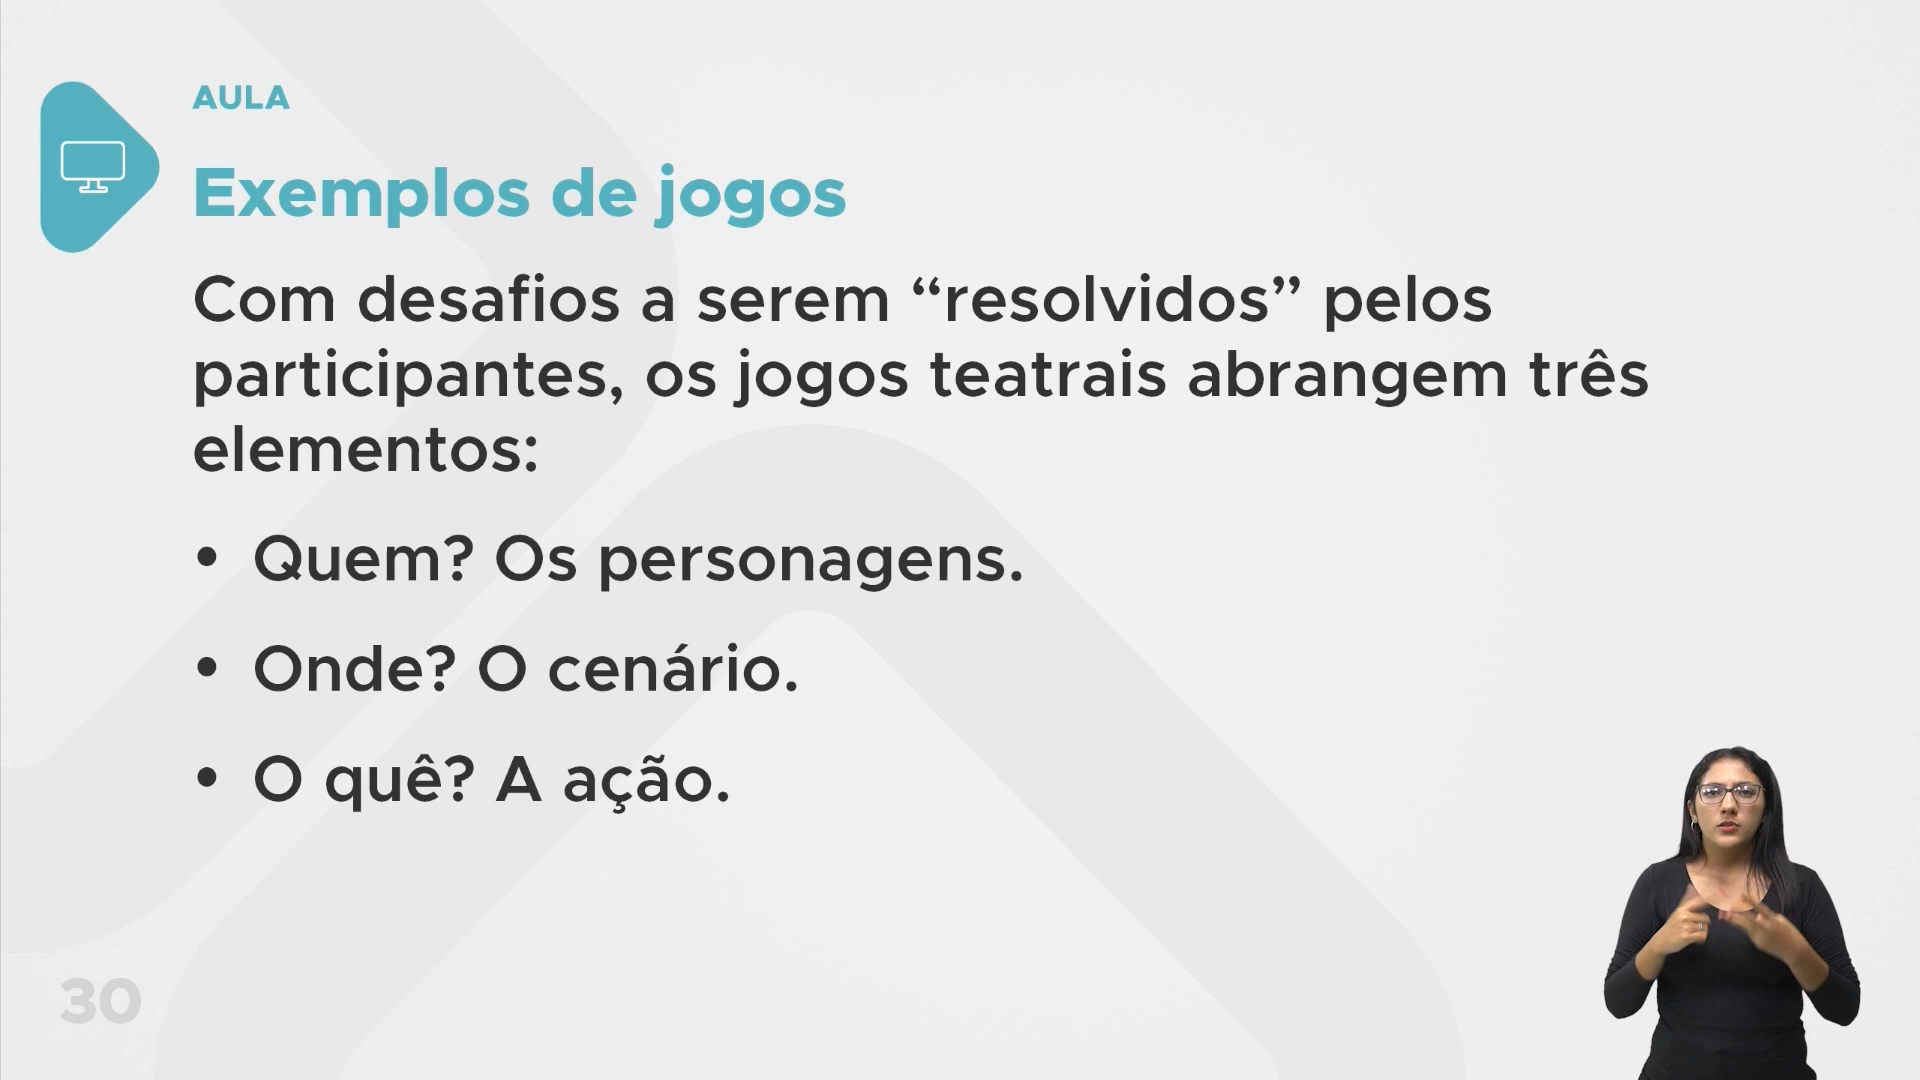 AULA
Exemplos de jogos
Com desafios a serem “resolvidos” pelos
participantes, os jogos teatrais abrangem três
elementos:
• Quem? Os personagens.
• Onde? O cenário.
• O quê? A ação.
30